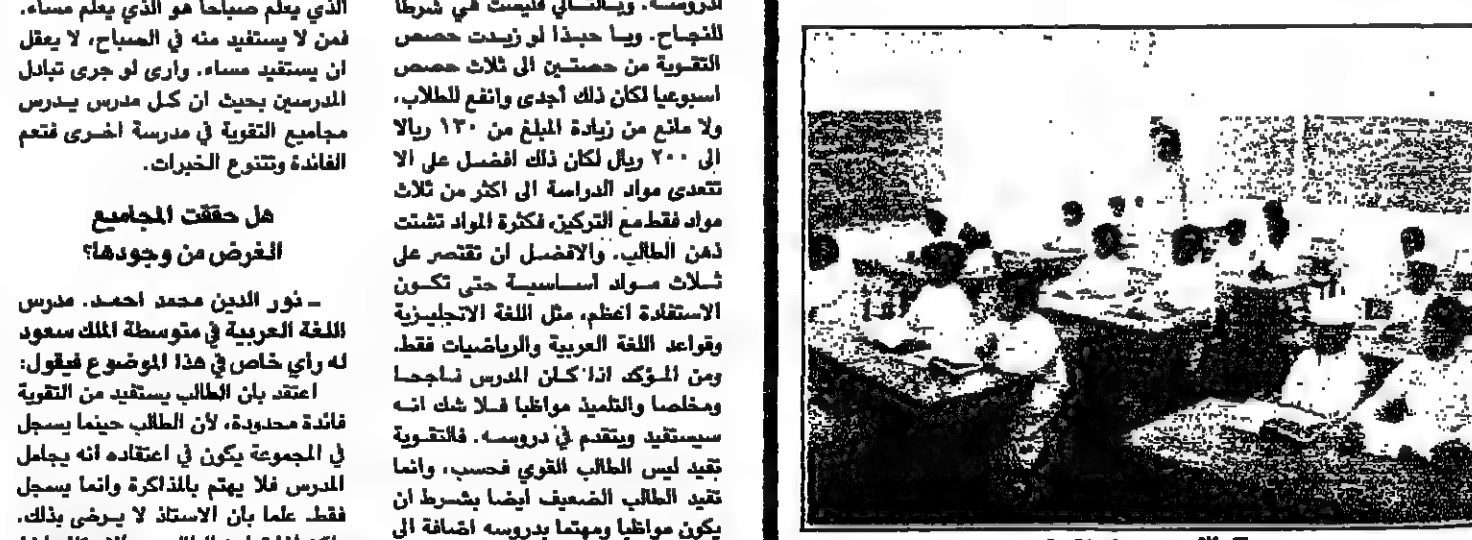 لدروسه. وبالتالي فليست هي شرطا
للنجاح. ويا حبذا لو زيدت حصص
التقوية من حصتين الى ثلاث حصص
اسبوعيا لكان ذلك أجدى وانفع للطلاب،
ولا مانع من زيادة المبلغ من ١٣٠ ريالا
الى ٢٠٠ ريال لكان ذلك افضل على الا
تتعدى مواد الدراسة الى اكثر من ثلاث
مواد فقط مع التركيز، فكثرة المواد تشتت
ذهن الطالب. والافضل ان تقتصر على
ثلاث مواد اساسية حتى تكون
الاستفادة اعظم، مثل اللغة الانجليزية
وقواعد اللغة العربية والرياضيات فقط.
ومن المؤكد اذا كان المدرس ناجحا
ومخلصا والتلميذ مواظبا فلا شك انه
سيستفيد ويتقدم في دروسه. فالتقوية
تفيد ليس الطالب القوي فحسب، وانما
تفيد الطالب الضعيف ايضا بشرط ان
يكون مواظبا ومهتما بدروسه اضافة الى
الذي يعلم صباحا هو الذي يعلم مساء.
فمن لا يستفيد منه في الصباح، لا يعقل
ان يستفيد مساء. وارى لو جرى تبادل
المدرسين بحيث ان كل مدرس يدرس
مجاميع التقوية في مدرسة اخرى فتعم
الفائدة وتتنوع الخبرات.
هل حققت المجاميع
الغرض من وجودها؟
ـ نور الدين محمد احمد. مدرس
اللغة العربية في متوسطة الملك سعود
له رأي خاص في هذا الموضوع فيقول:
اعتقد بان الطالب يستفيد من التقوية
فائدة محدودة، لأن الطالب حينما يسجل
في المجموعة يكون في اعتقاده انه يجامل
المدرس فلا يهتم بالمذاكرة وانما يسجل
فقط. علما بأن الاستاذ لا يرضى بذلك.